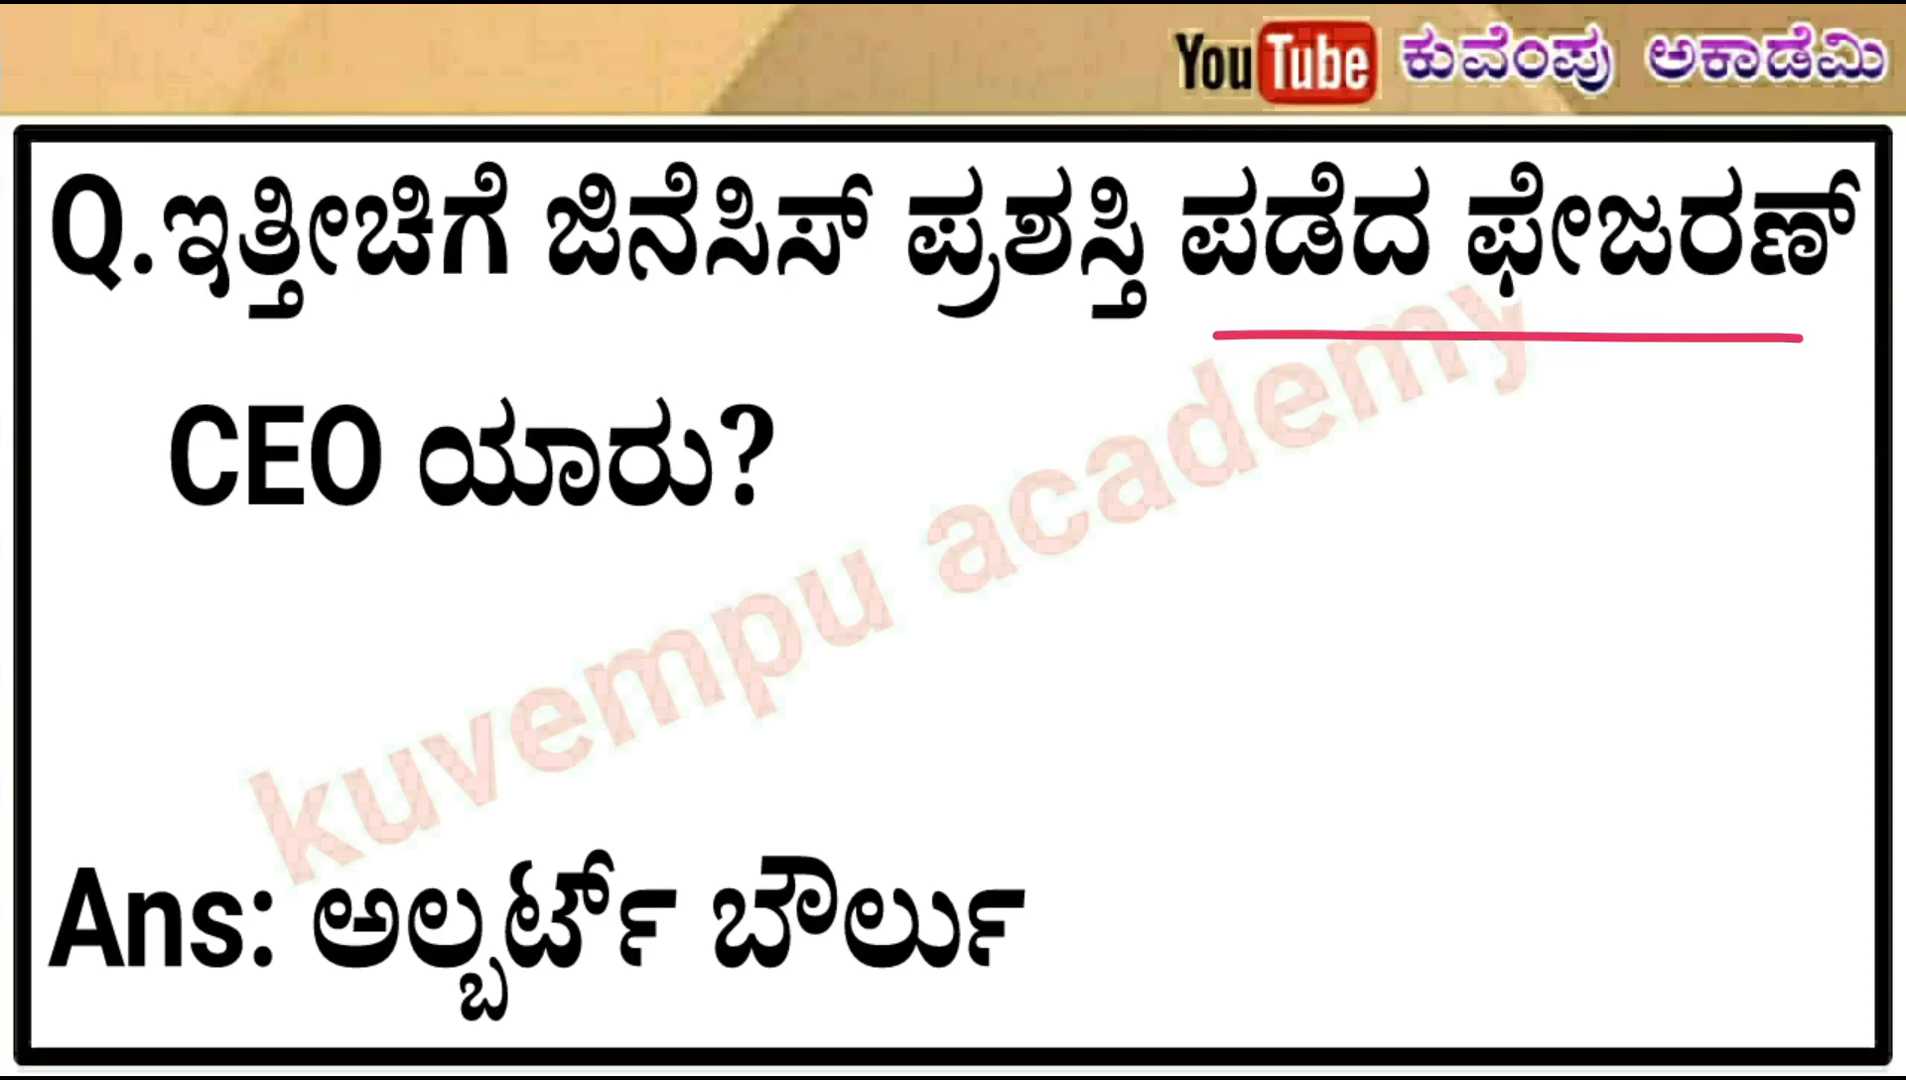 YouTube ಕುವೆಂಪು ಅಕಾಡೆಮಿ
Q.ಇತ್ತೀಚಿಗೆ ಜಿನೆಸಿಸ್ ಪ್ರಶಸ್ತಿ ಪಡೆದ ಫೇಜರಣ್
CEO ಯಾರು?
kuvempu academy
Ans: ಅಲ್ಬರ್ಟ್ ಬೌರ್ಲು